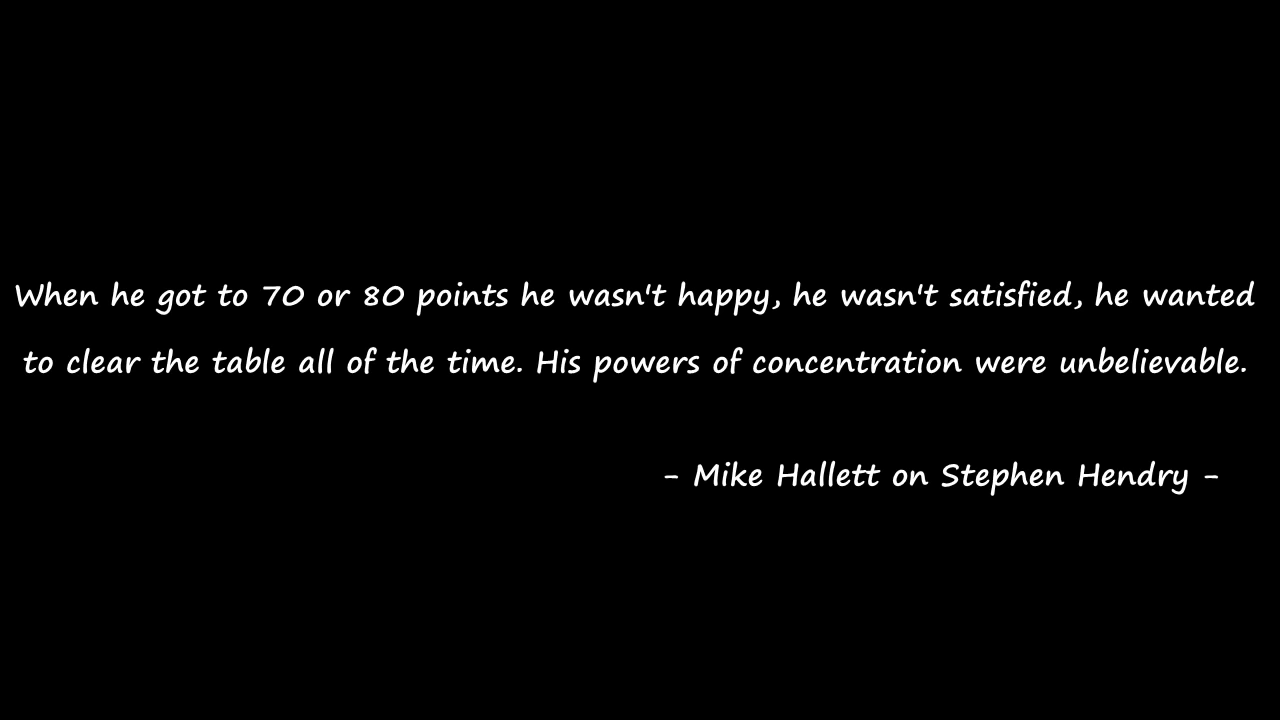 When he got to 70 or 80 points he wasn't happy, he wasn't satisfied, he wanted
to clear the table all of the time. His powers of concentration were unbelievable.
- Mike Hallett on Stephen Hendry -